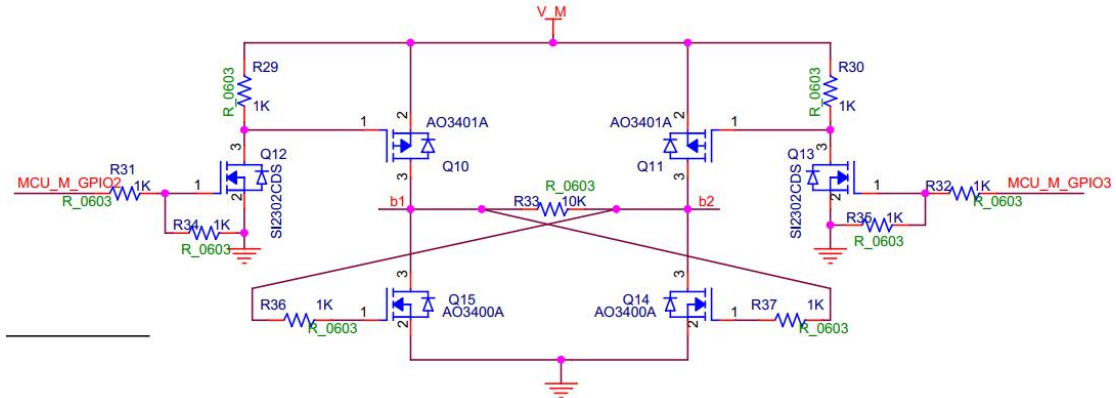 V_M
R29
R_0603
1K
AO3401A
2
1
3
Q10
AO3401A
2
1
3
Q11
R30
R_0603
1K
MCU_M_GPIO2
R31
1K
R_0603
3
1
2
Q12
SI2302CDS
R34
1K
R_0603
b1
R33
R_0603
10K
b2
Q13
3
1
2
SI2302CDS
R32
1K
R_0603
MCU_M_GPIO3
R35
1K
R_0603
R36
1K
R_0603
3
1
2
Q15
AO3400A
3
1
2
Q14
AO3400A
R37
1K
R_0603